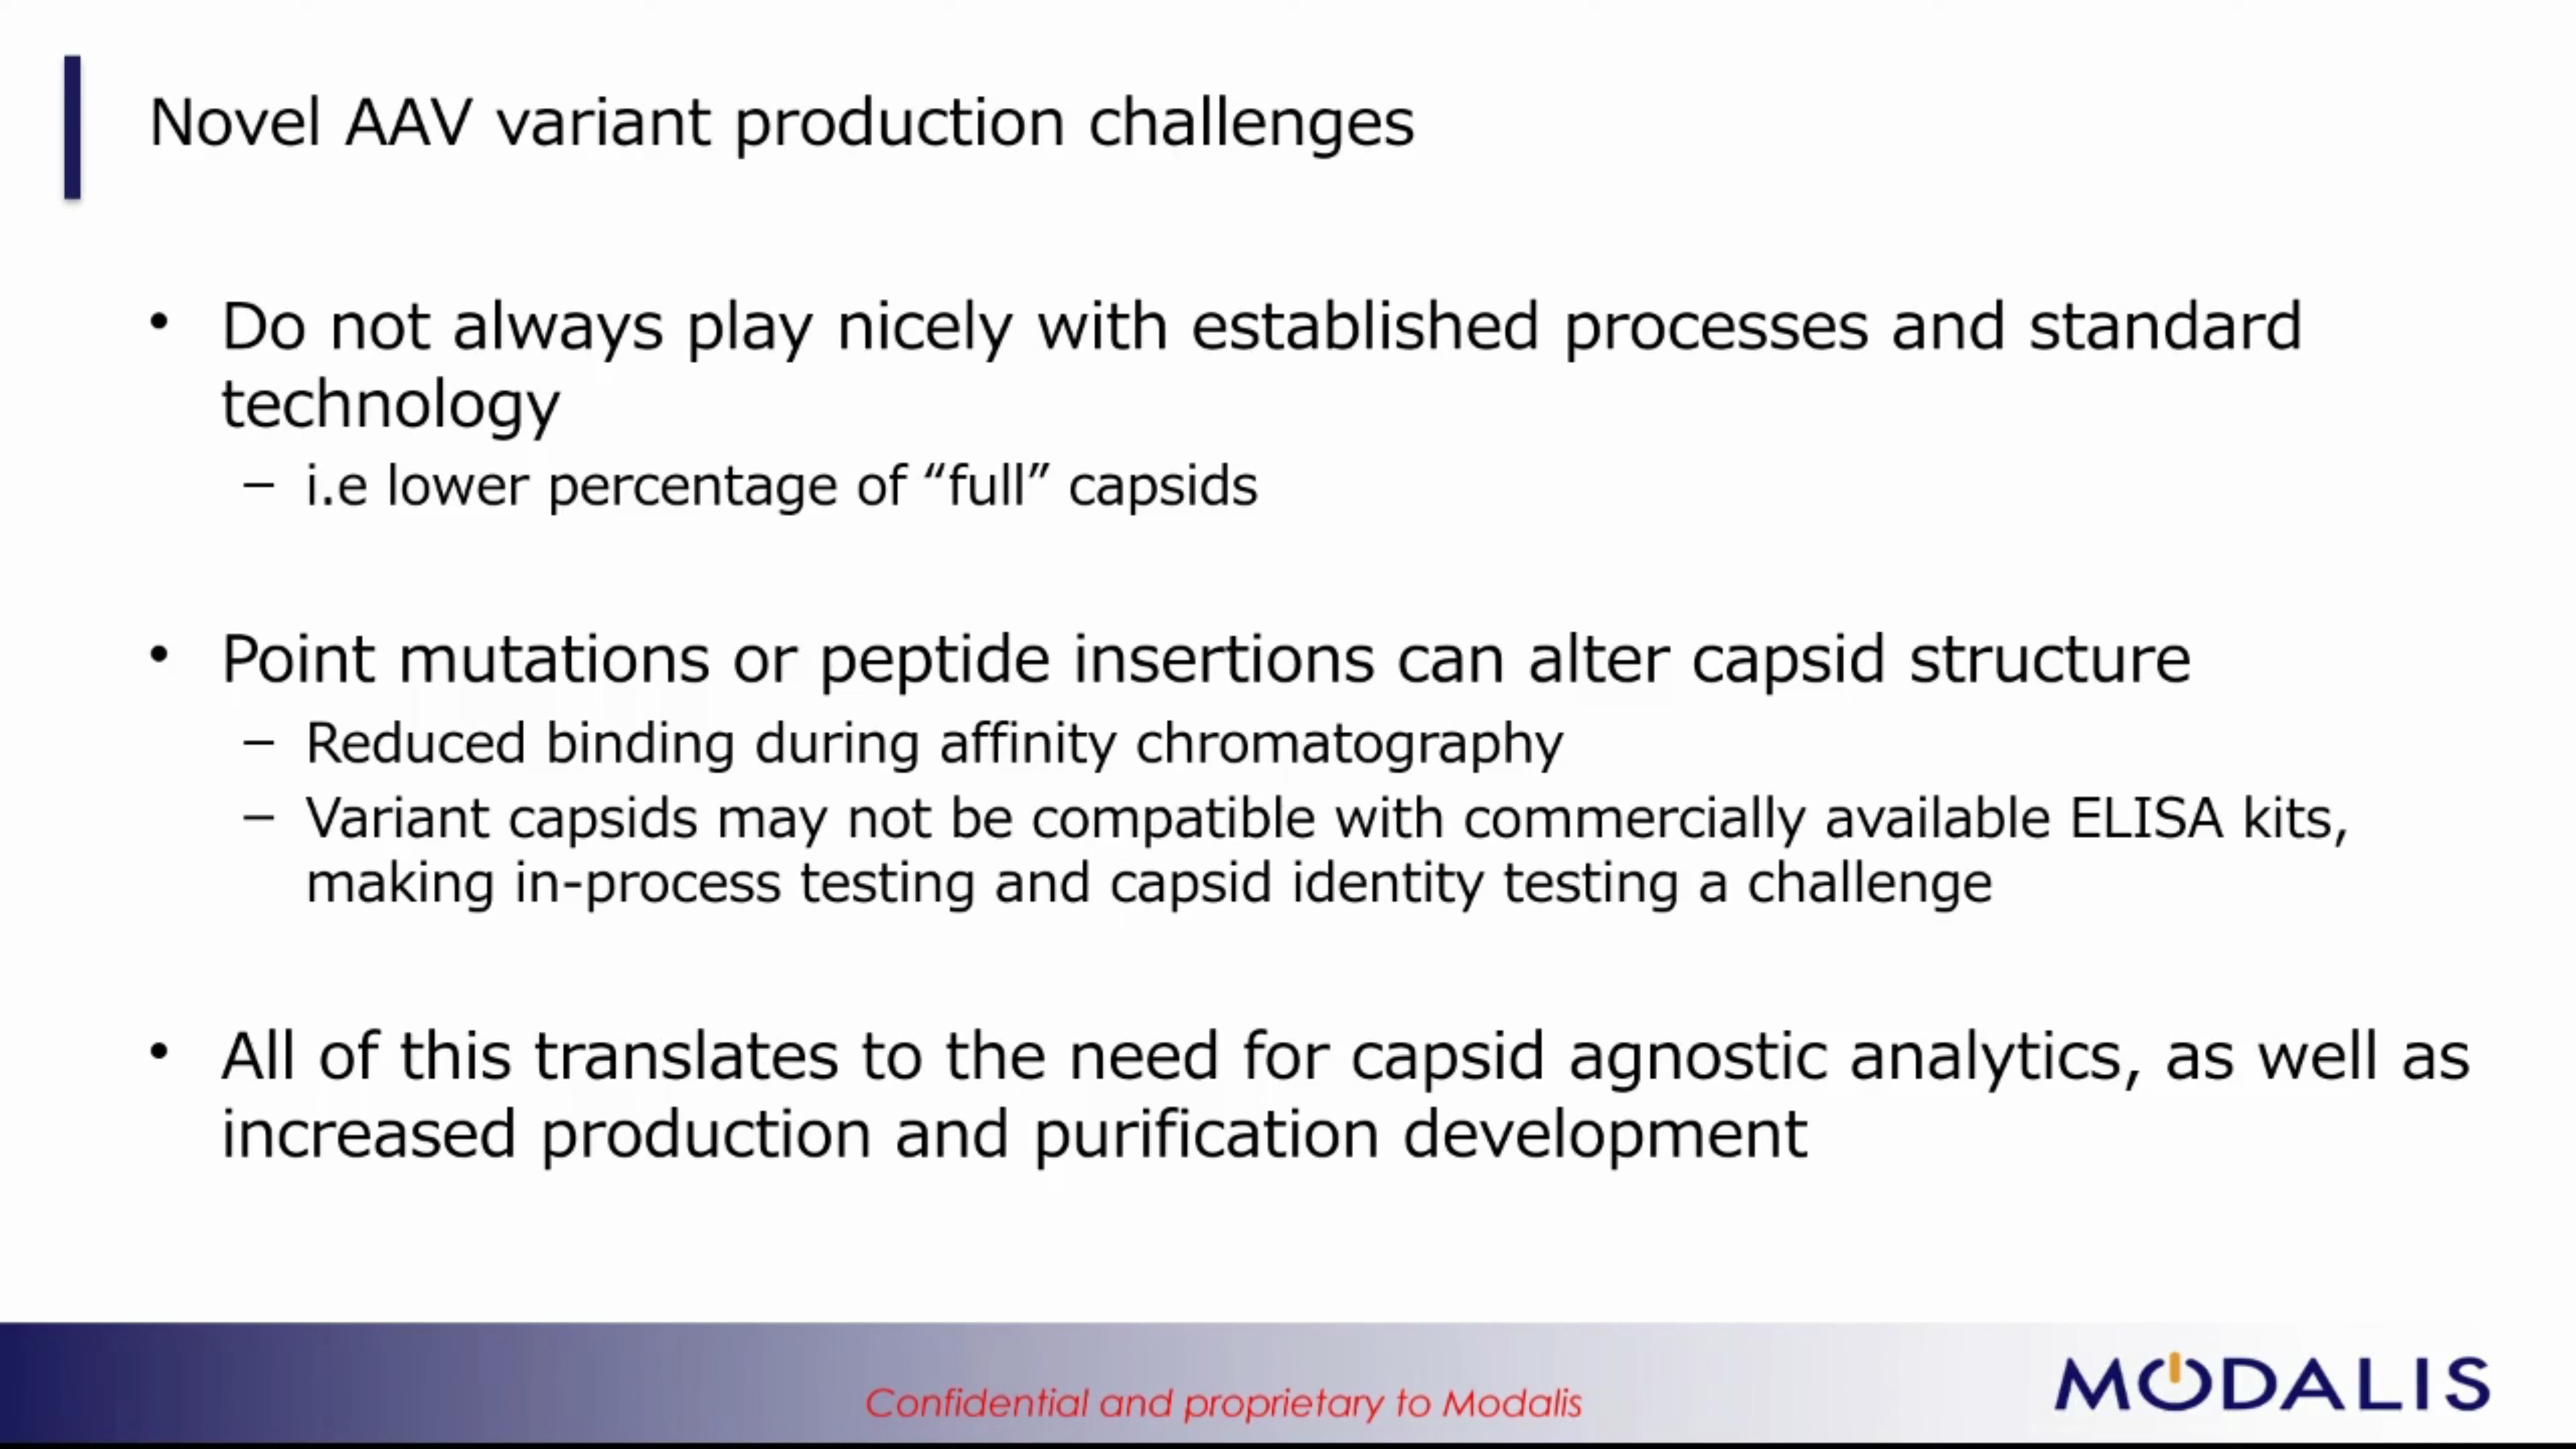 Novel AAV variant production challenges
• Do not always play nicely with established processes and standard
technology
– i.e lower percentage of “full” capsids
• Point mutations or peptide insertions can alter capsid structure
– Reduced binding during affinity chromatography
– Variant capsids may not be compatible with commercially available ELISA kits,
making in-process testing and capsid identity testing a challenge
• All of this translates to the need for capsid agnostic analytics, as well as
increased production and purification development
Confidential and proprietary to Modalis
MODALIS